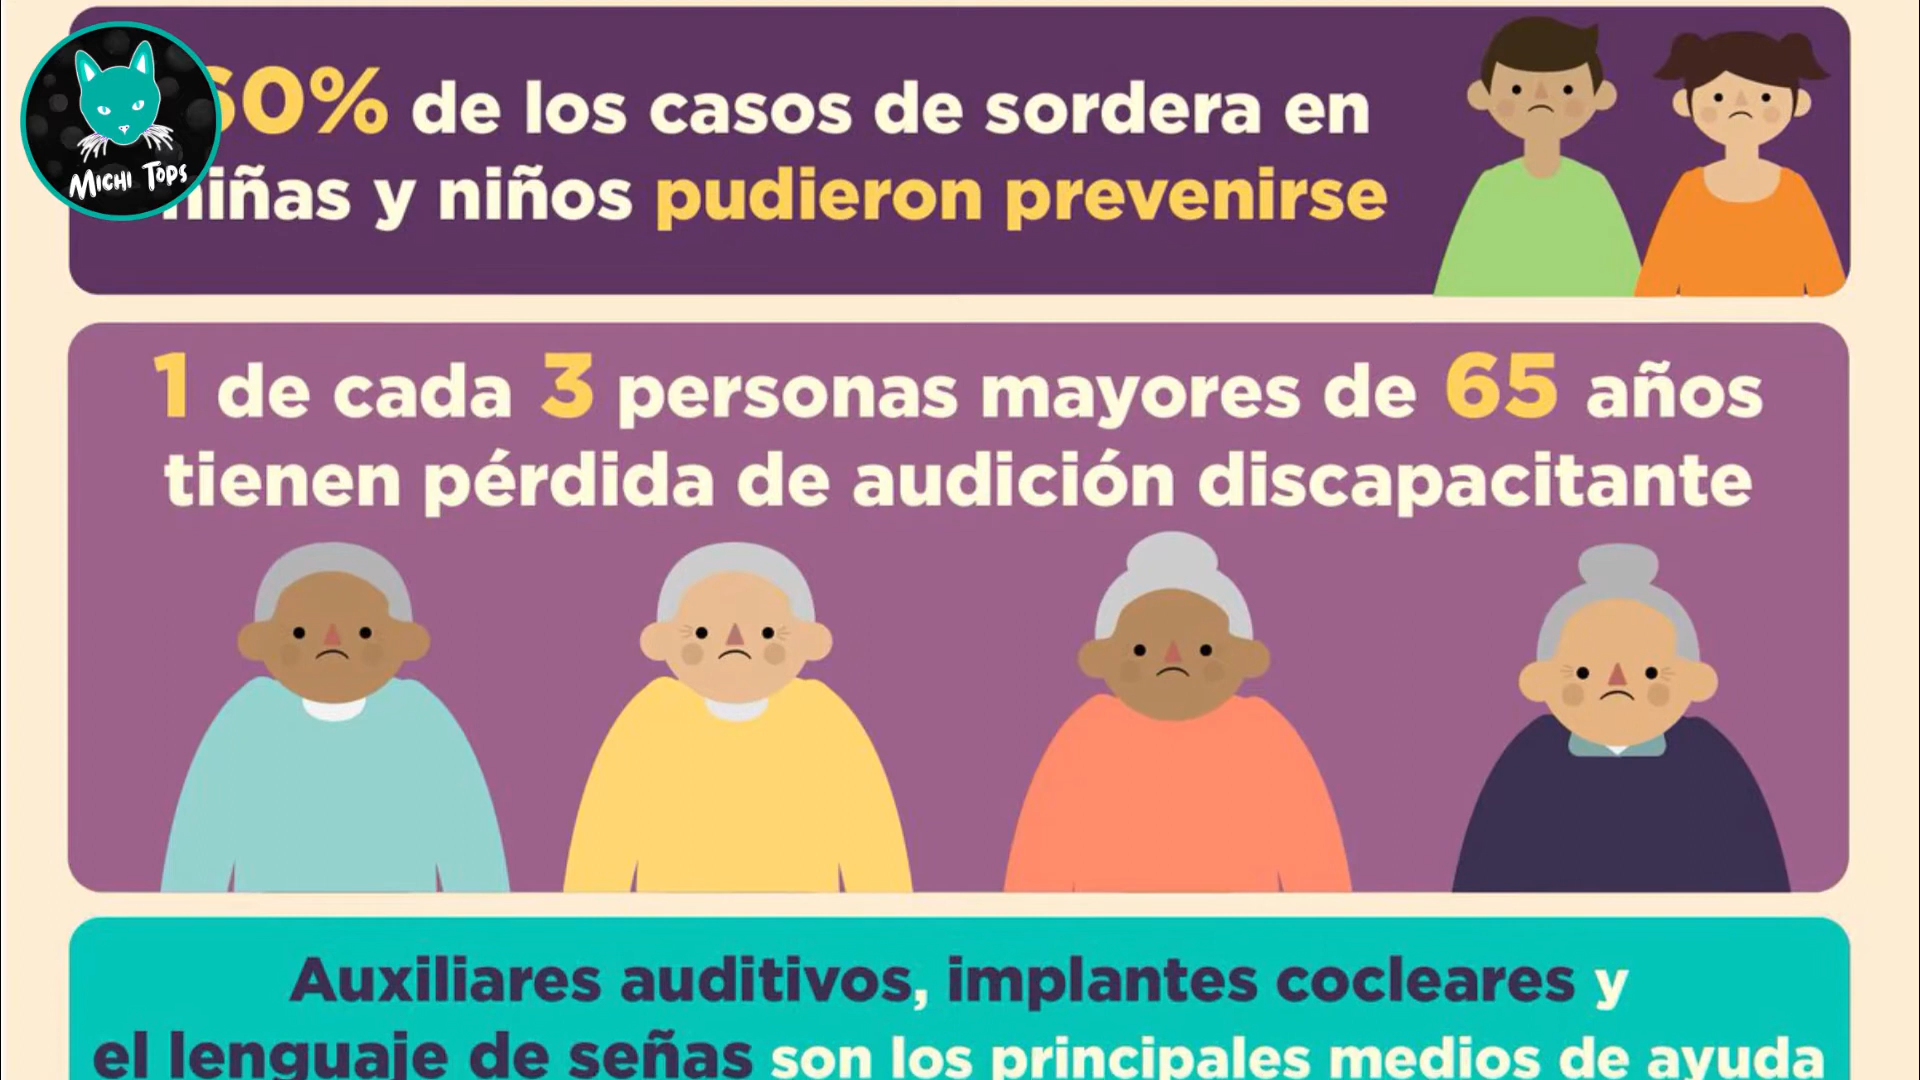 MICHI TOPS
60% de los casos de sordera en
niñas y niños pudieron prevenirse
1 de cada 3 personas mayores de 65 años
tienen pérdida de audición discapacitante
Auxiliares auditivos, implantes cocleares y
el lenguaje de señas son los principales medios de ayuda